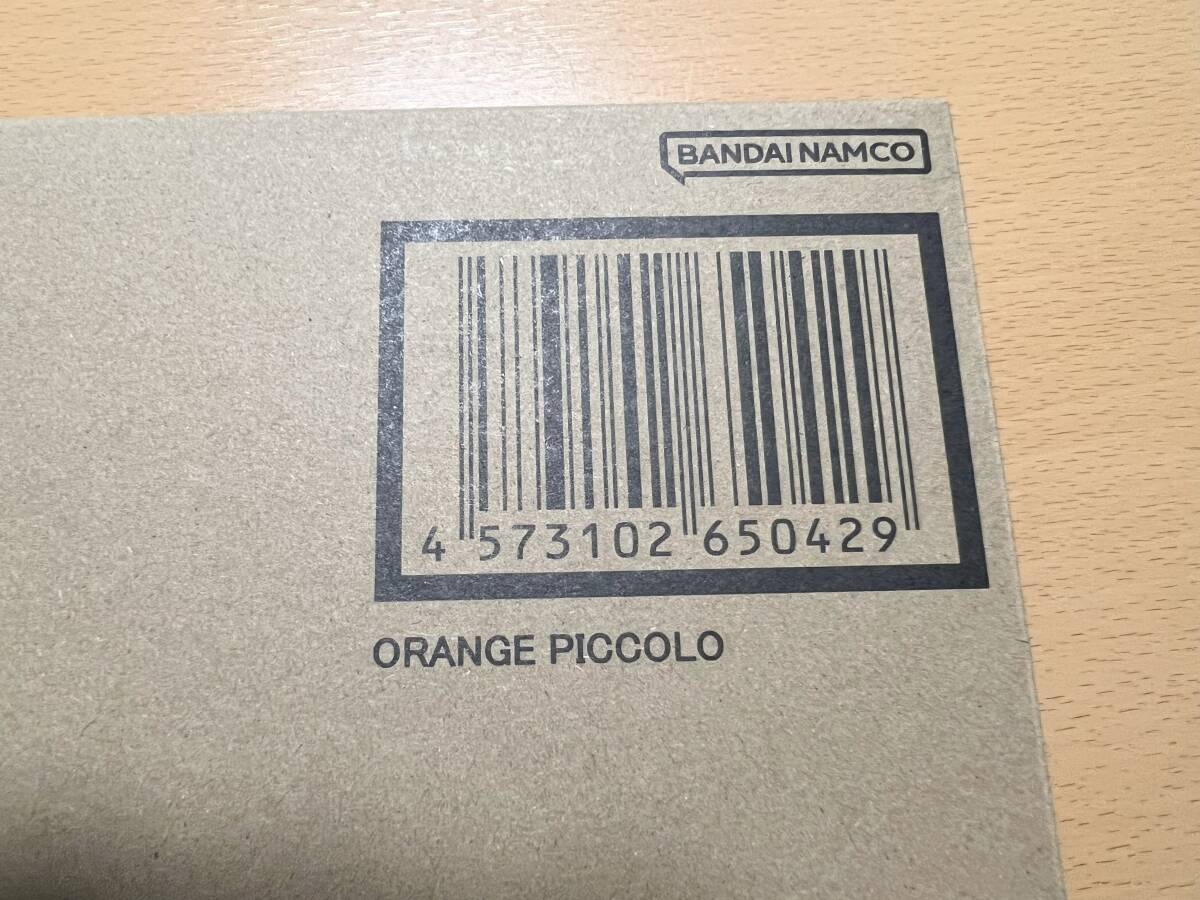 BANDAI NAMCO
4 573102 650429
ORANGE PICCOLO